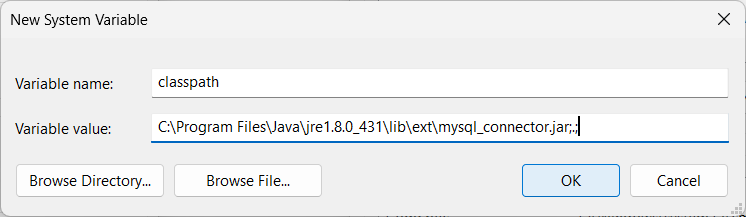 New System Variable
Variable name: classpath
Variable value: C:\Program Files\Java\jre1.8.0_431\lib\ext\mysql_connector.jar;.;
Browse Directory... Browse File... OK Cancel